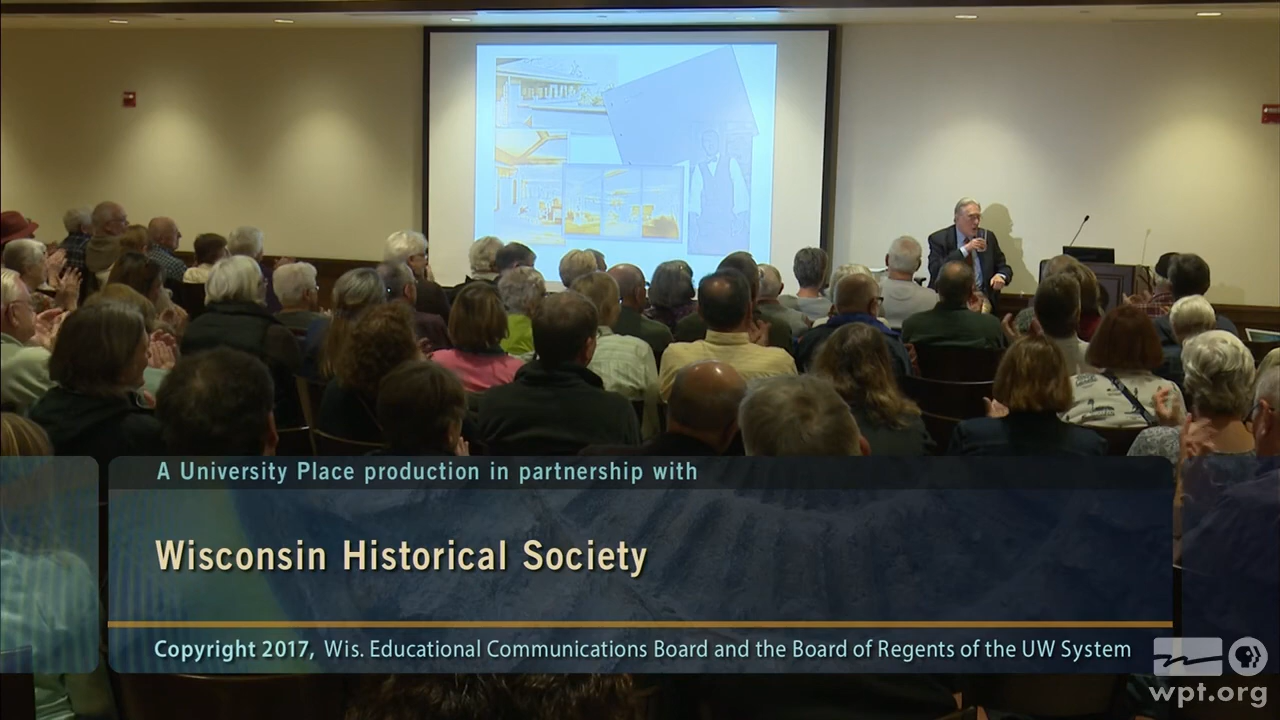 A University Place production in partnership with
Wisconsin Historical Society
Copyright 2017, Wis. Educational Communications Board and the Board of Regents of the UW System
wpt.org